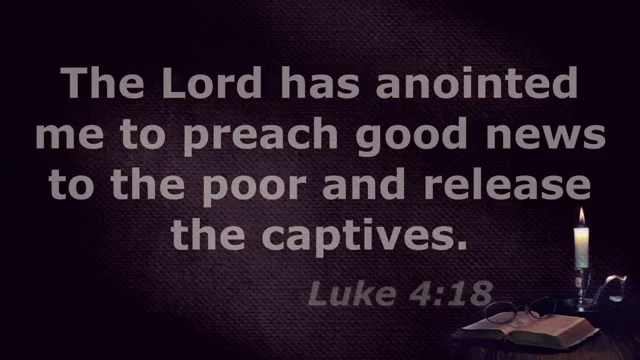 The Lord has anointed
me to preach good news
to the poor and release
the captives.
Luke 4:18